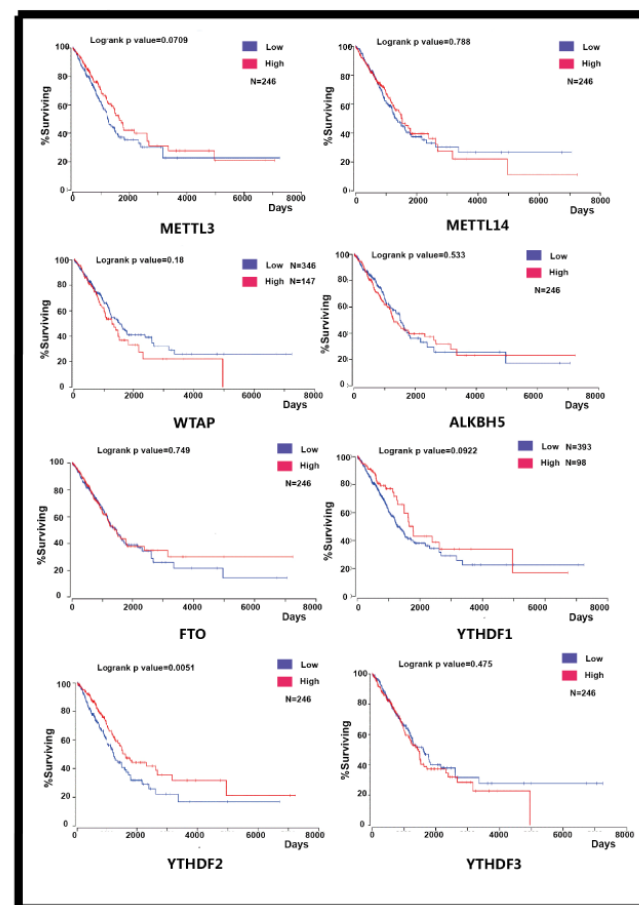 Logrank p value=0.0709
Low
High
N=246
%Surviving
100
80
60
40
20
0
0 2000 4000 6000 8000
Days
METTL3
Logrank p value=0.788
Low
High
N=246
%Surviving
100
80
60
40
20
0
0 2000 4000 6000 8000
Days
METTL14
Logrank p value=0.18
Low N=346
High N=147
%Surviving
100
80
60
40
20
0
0 2000 4000 6000 8000
Days
WTAP
Logrank p value=0.533
Low
High
N=246
%Surviving
100
80
60
40
20
0
0 2000 4000 6000 8000
Days
ALKBH5
Logrank p value=0.749
Low
High
N=246
%Surviving
100
80
60
40
20
0
0 2000 4000 6000 8000
Days
FTO
Logrank p value=0.0922
Low N=393
High N=98
%Surviving
100
80
60
40
20
0
0 2000 4000 6000 8000
Days
YTHDF1
Logrank p value=0.0051
Low
High
N=246
%Surviving
100
80
60
40
20
0
0 2000 4000 6000 8000
Days
YTHDF2
Logrank p value=0.475
Low
High
N=246
%Surviving
100
80
60
40
20
0
0 2000 4000 6000 8000
Days
YTHDF3